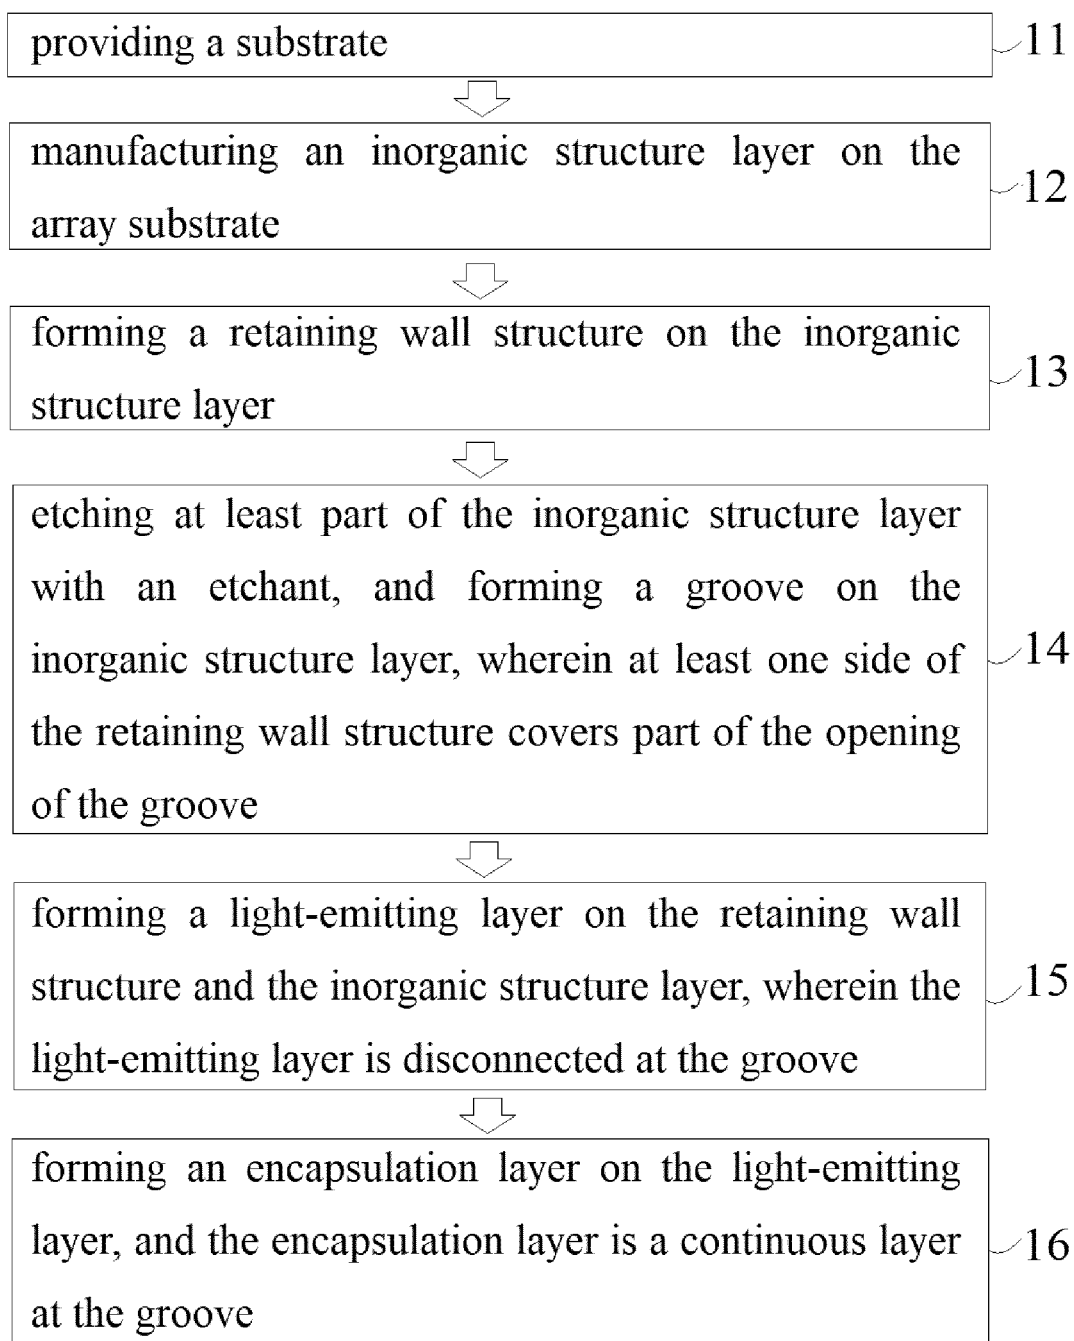 providing a substrate
11
manufacturing an inorganic structure layer on the
array substrate
12
forming a retaining wall structure on the inorganic
structure layer
13
etching at least part of the inorganic structure layer
with an etchant, and forming a groove on the
inorganic structure layer, wherein at least one side of
the retaining wall structure covers part of the opening
of the groove
14
forming a light-emitting layer on the retaining wall
structure and the inorganic structure layer, wherein the
light-emitting layer is disconnected at the groove
15
forming an encapsulation layer on the light-emitting
layer, and the encapsulation layer is a continuous layer
at the groove
16